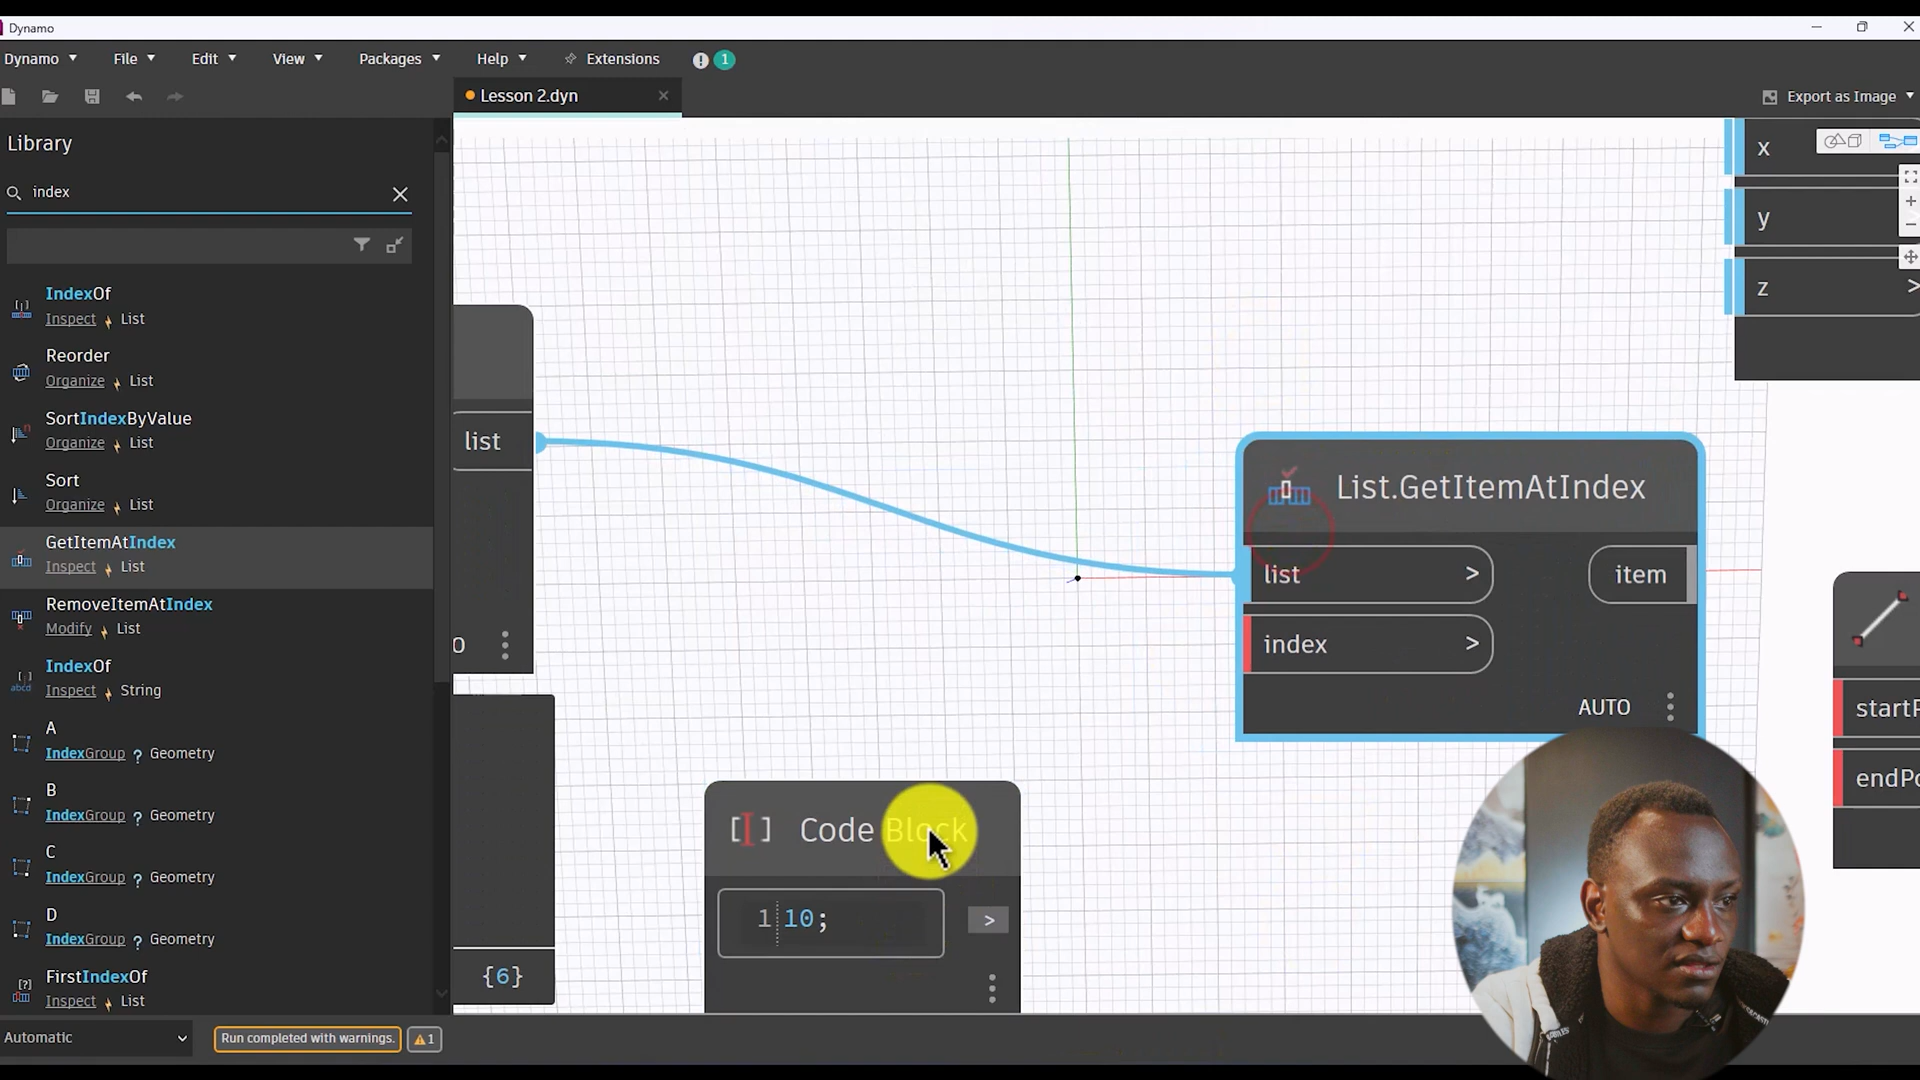 Dynamo
Dynamo File Edit View Packages Help Extensions 1
Lesson 2.dyn
Export as Image
Library
index
IndexOf
Inspect List
Reorder
Organize List
SortIndexByValue
Organize List
Sort
Organize List
GetItemAtIndex
Inspect List
RemoveItemAtIndex
Modify List
IndexOf
Inspect String
A
IndexGroup ? Geometry
B
IndexGroup ? Geometry
C
IndexGroup ? Geometry
D
IndexGroup ? Geometry
FirstIndexOf
Inspect List
list
O
{6}
Code Block
1 10;
>
List.GetItemAtIndex
list > item
index >
AUTO
x
y
z >
startP
endPo
Automatic
Run completed with warnings. 1